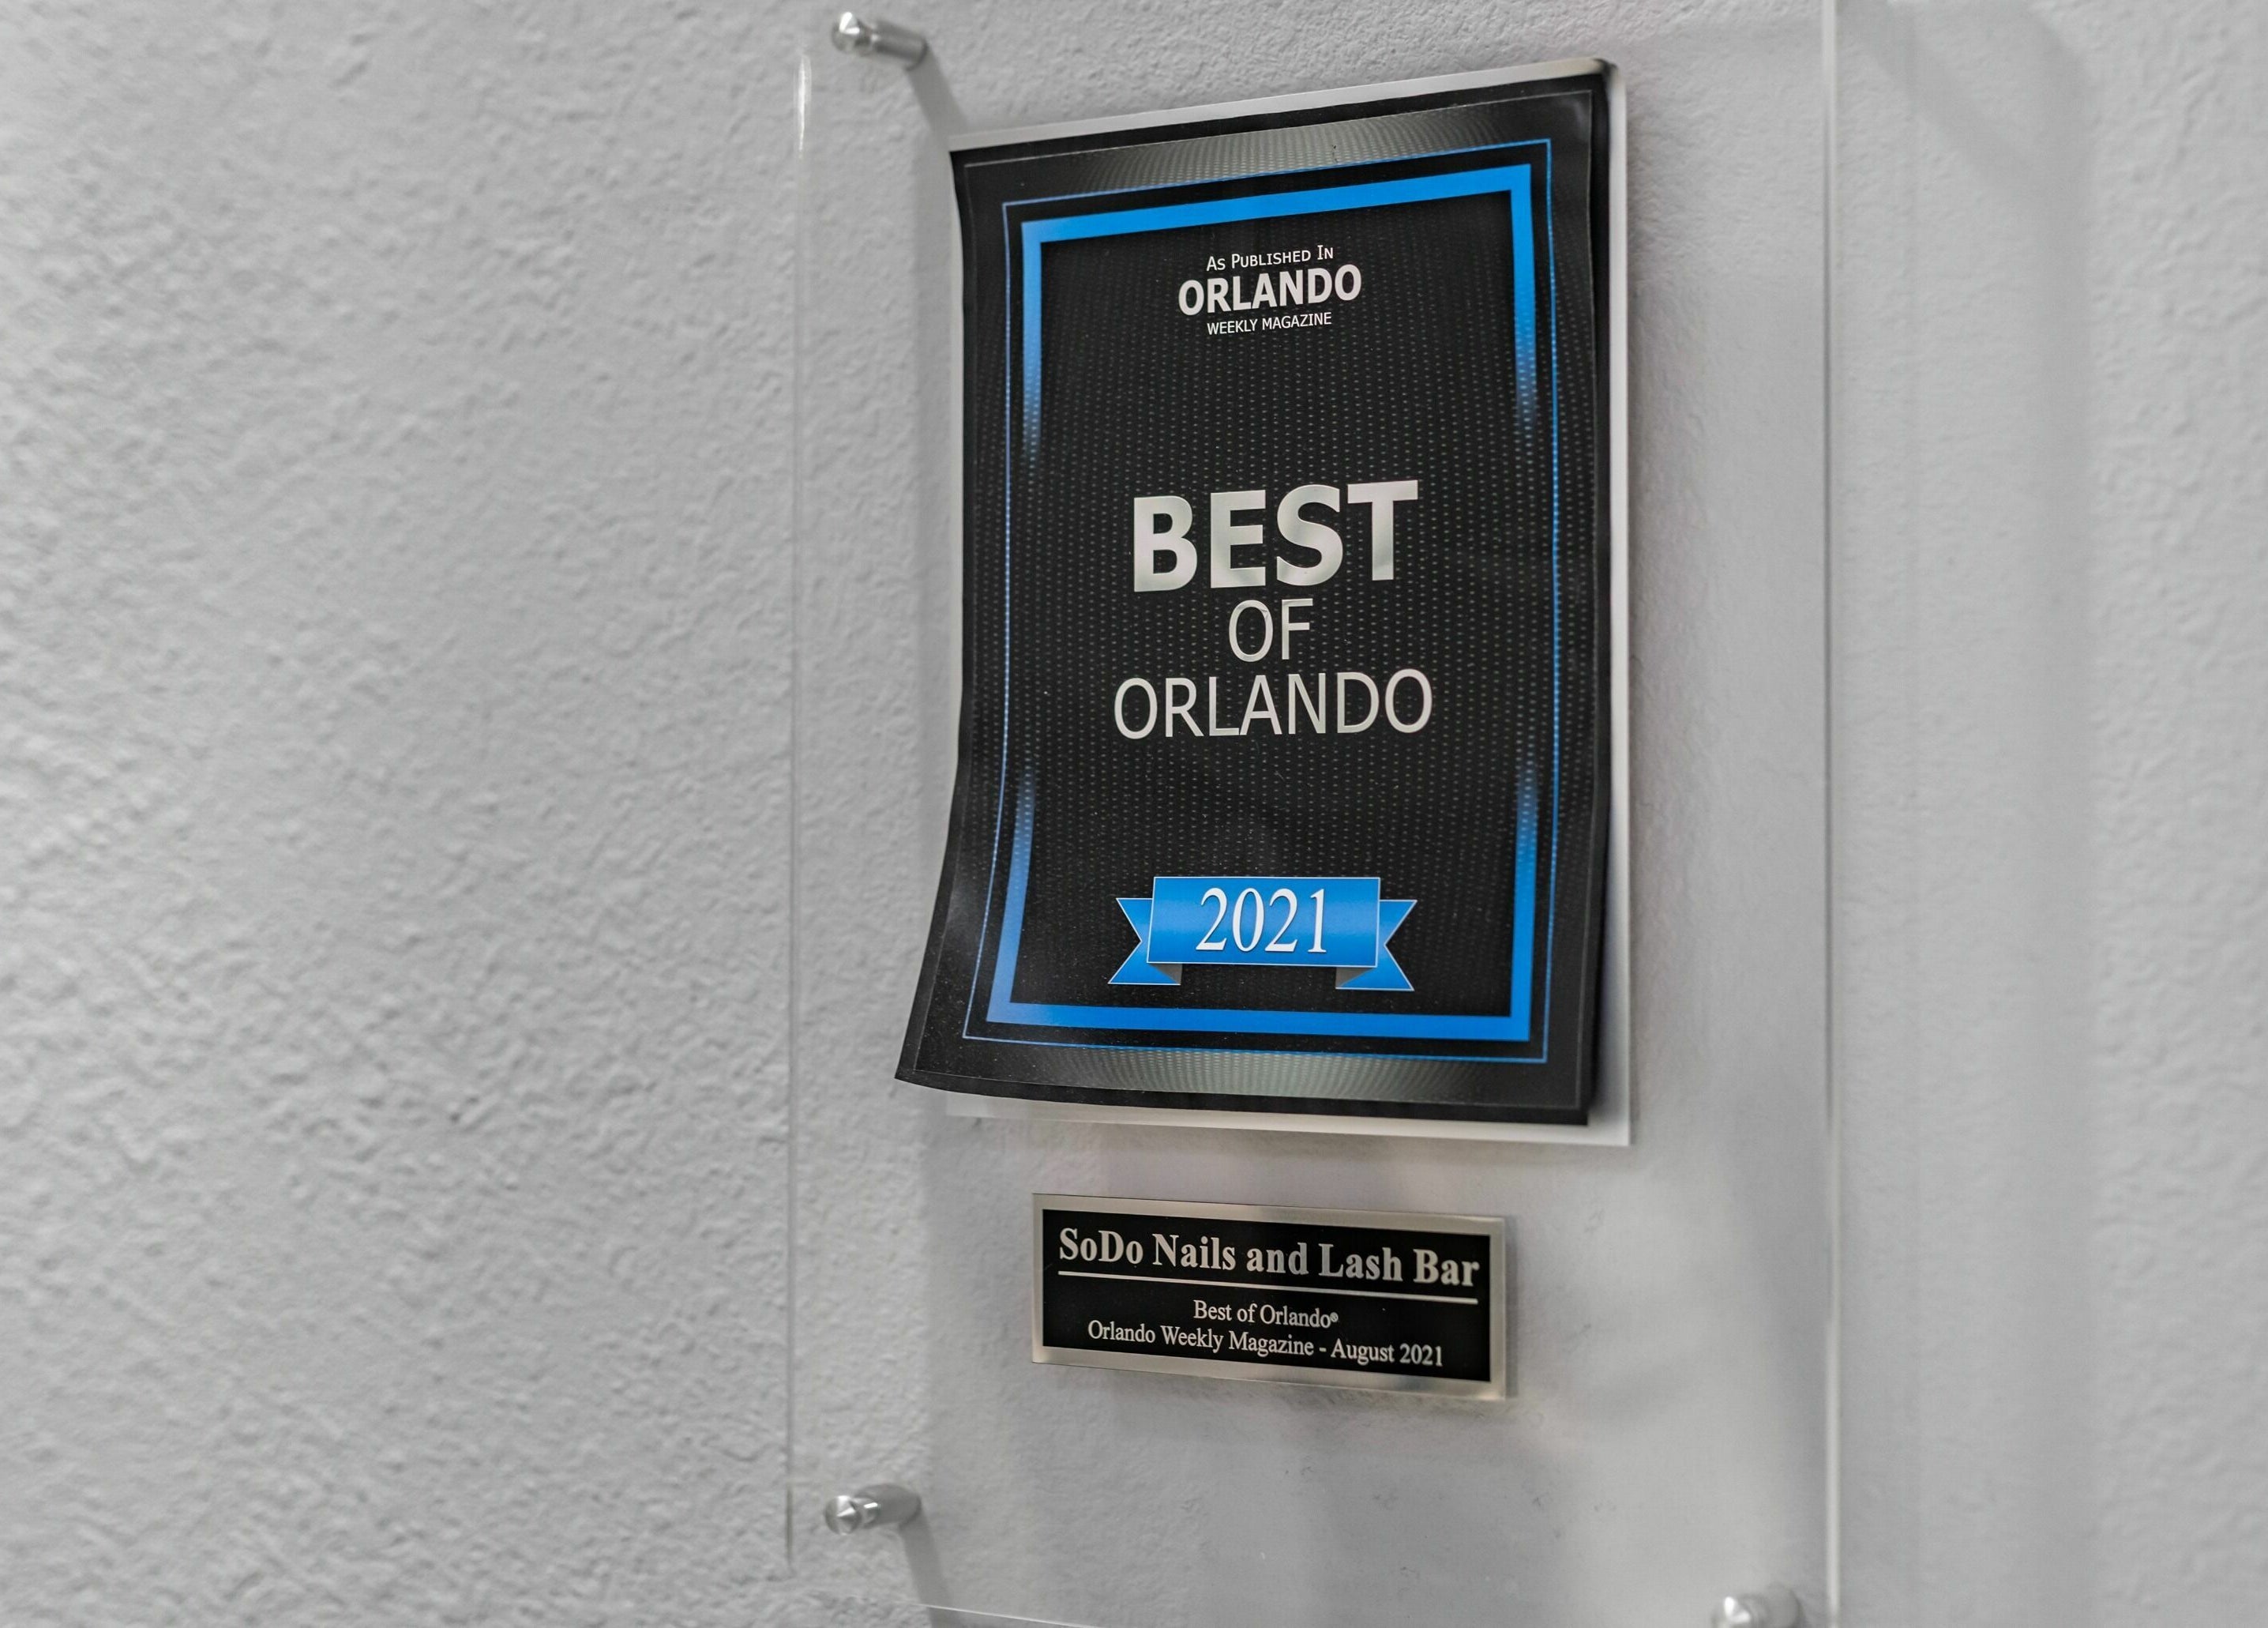 As Published In
ORLANDO
WEEKLY MAGAZINE
BEST
OF
ORLANDO
2021
SoDo Nails and Lash Bar
Best of Orlando®
Orlando Weekly Magazine - August 2021